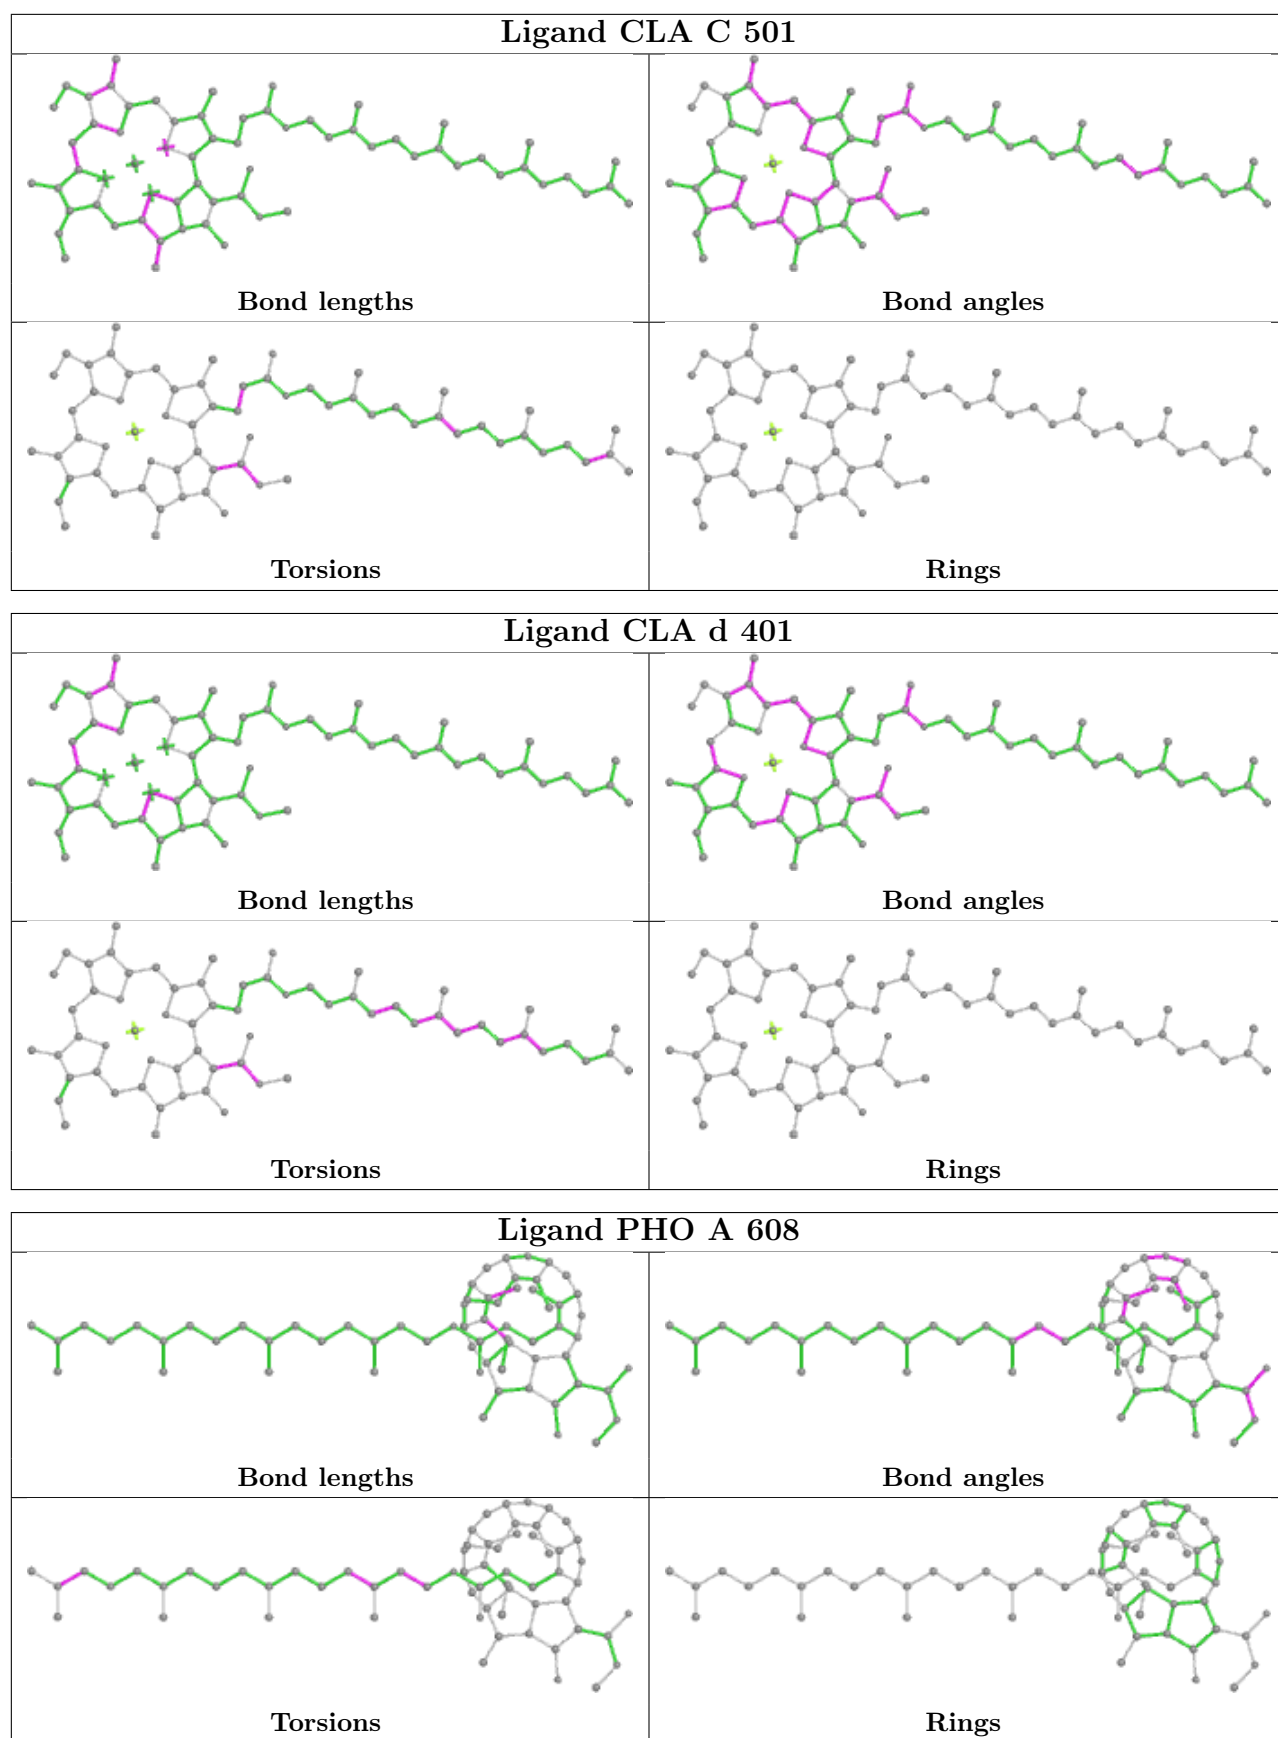 Ligand CLA C 501
Bond lengths
Bond angles
Torsions
Rings
Ligand CLA d 401
Bond lengths
Bond angles
Torsions
Rings
Ligand PHO A 608
Bond lengths
Bond angles
Torsions
Rings